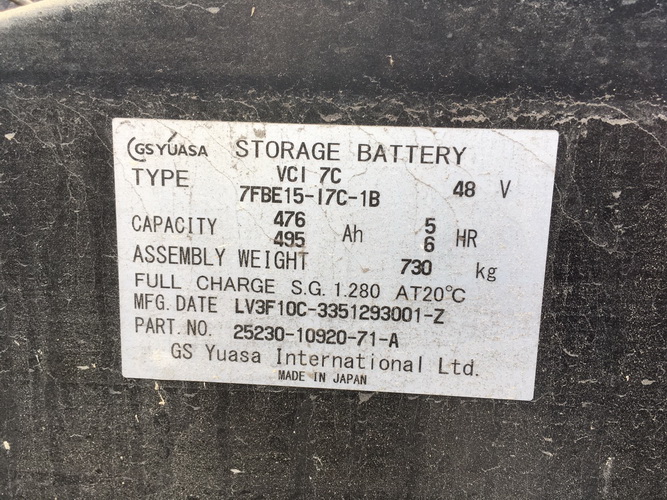 GS YUASA STORAGE BATTERY
TYPE VCI 7C 48 V
7FBE15-I7C-1B
CAPACITY 476 Ah 5 HR
495 6
ASSEMBLY WEIGHT 730 kg
FULL CHARGE S.G. 1.280 AT20℃
MFG. DATE LV3F10C-3351293001-Z
PART. NO. 25230-10920-71-A
GS Yuasa International Ltd.
MADE IN JAPAN